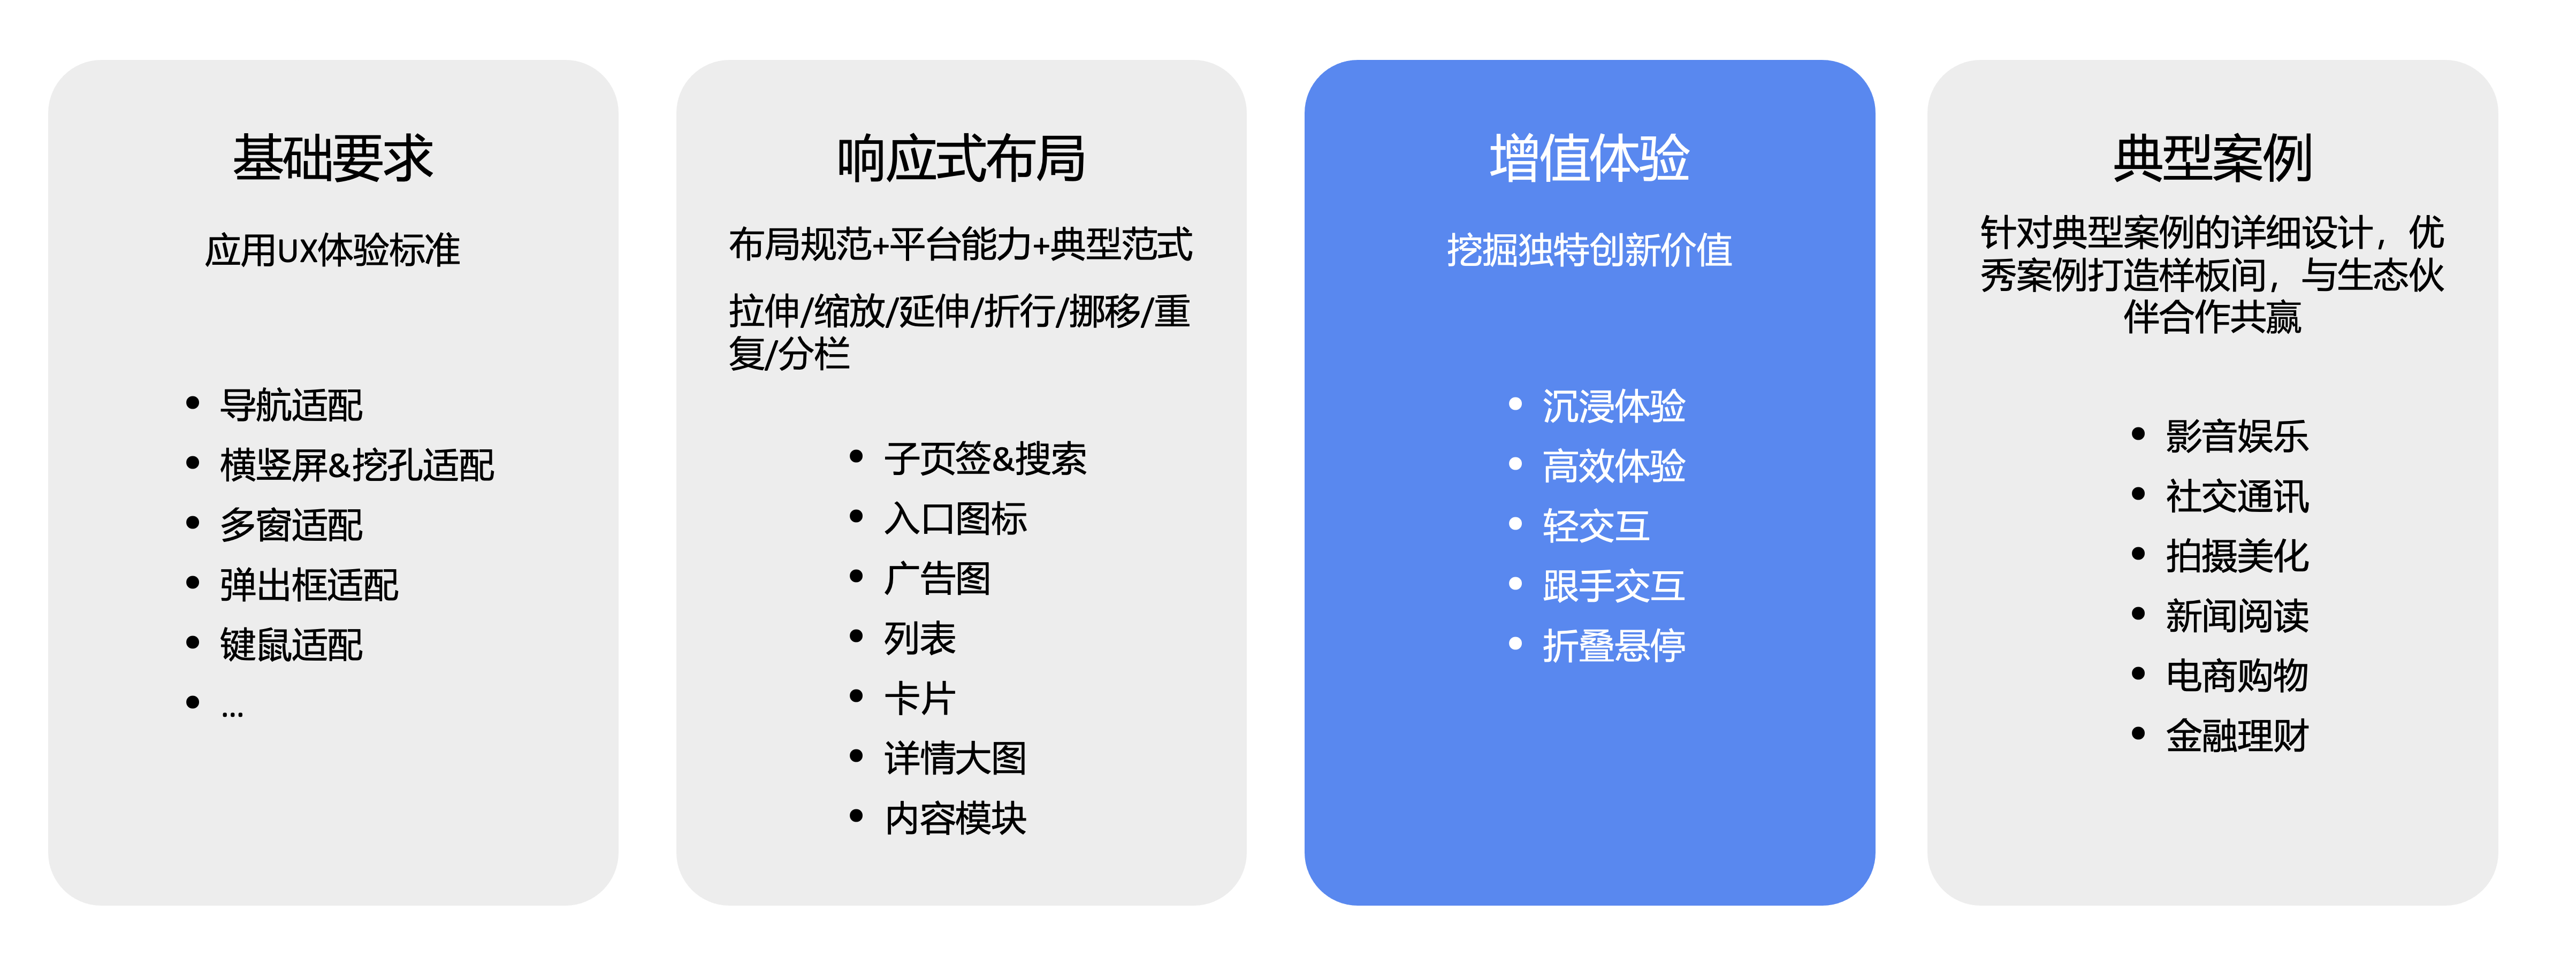 基础要求
应用UX体验标准
• 导航适配
• 横竖屏&挖孔适配
• 多窗适配
• 弹出框适配
• 键鼠适配
• ...
响应式布局
布局规范+平台能力+典型范式
拉伸/缩放/延伸/折行/挪移/重
复/分栏
• 子页签&搜索
• 入口图标
• 广告图
• 列表
• 卡片
• 详情大图
• 内容模块
增值体验
挖掘独特创新价值
• 沉浸体验
• 高效体验
• 轻交互
• 跟手交互
• 折叠悬停
典型案例
针对典型案例的详细设计，优
秀案例打造样板间，与生态伙
伴合作共赢
• 影音娱乐
• 社交通讯
• 拍摄美化
• 新闻阅读
• 电商购物
• 金融理财